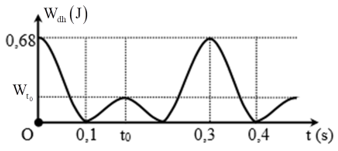 W_đh (J)
0,68
W_t₀
O 0,1 t₀ 0,3 0,4 t (s)